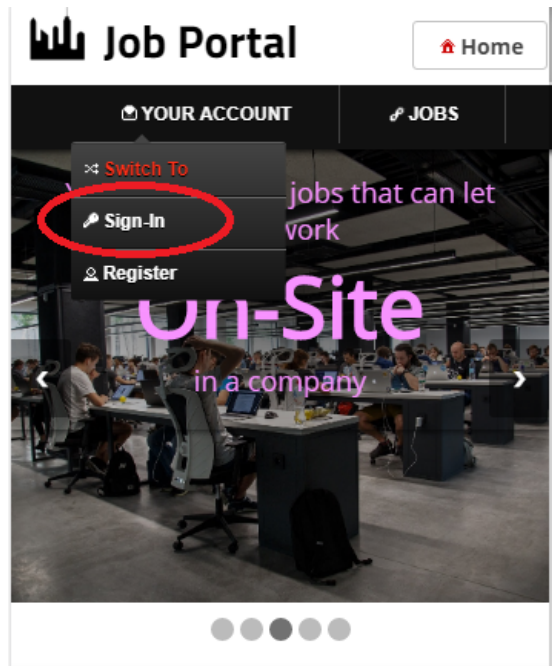 Job Portal
Home
YOUR ACCOUNT
JOBS
Switch To
jobs that can let
Sign-In
work
Register
On-Site
in a company